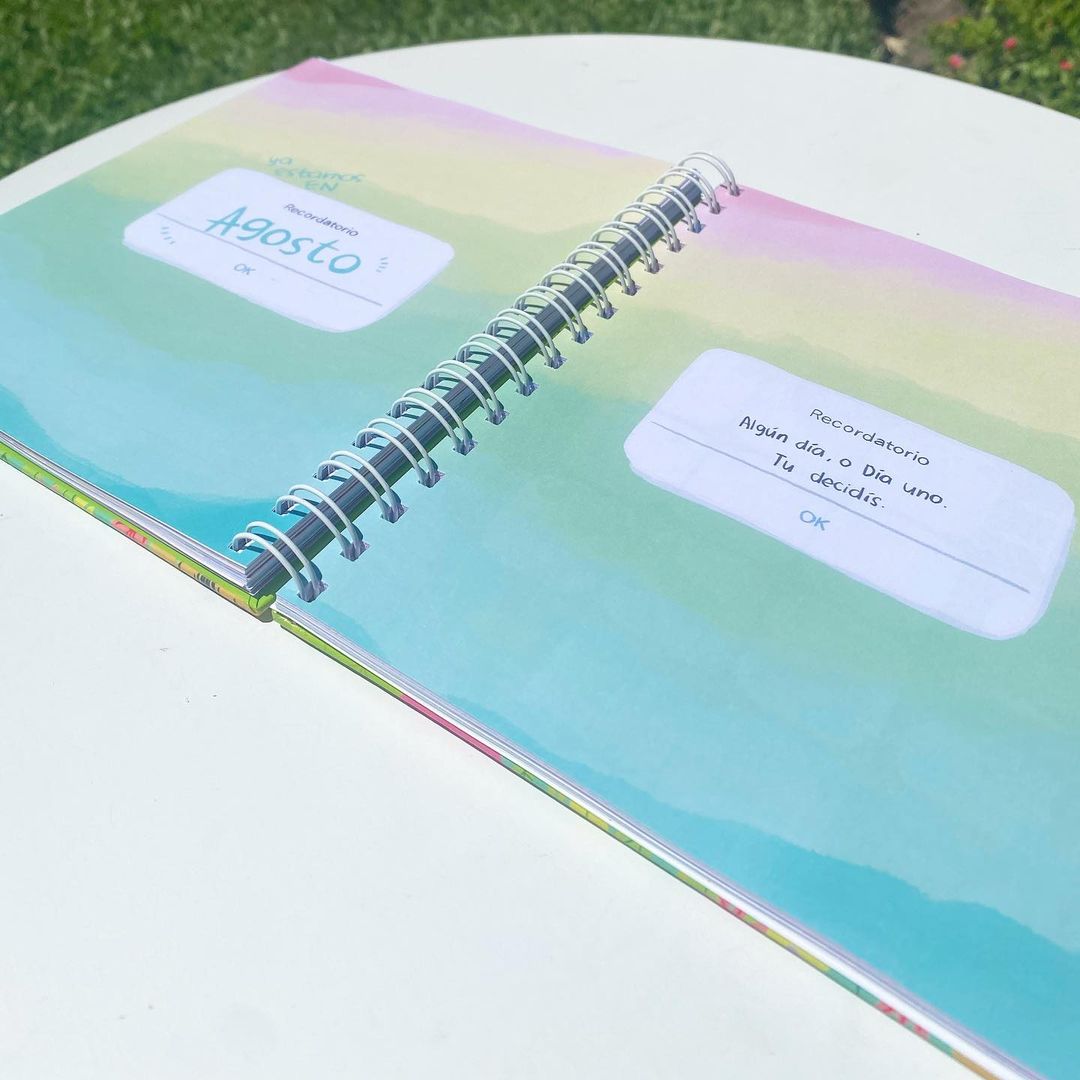 ya
estamos
EN
Recordatorio
Agosto
OK
Recordatorio
Algún día, o Día uno.
Tu decidís.
OK